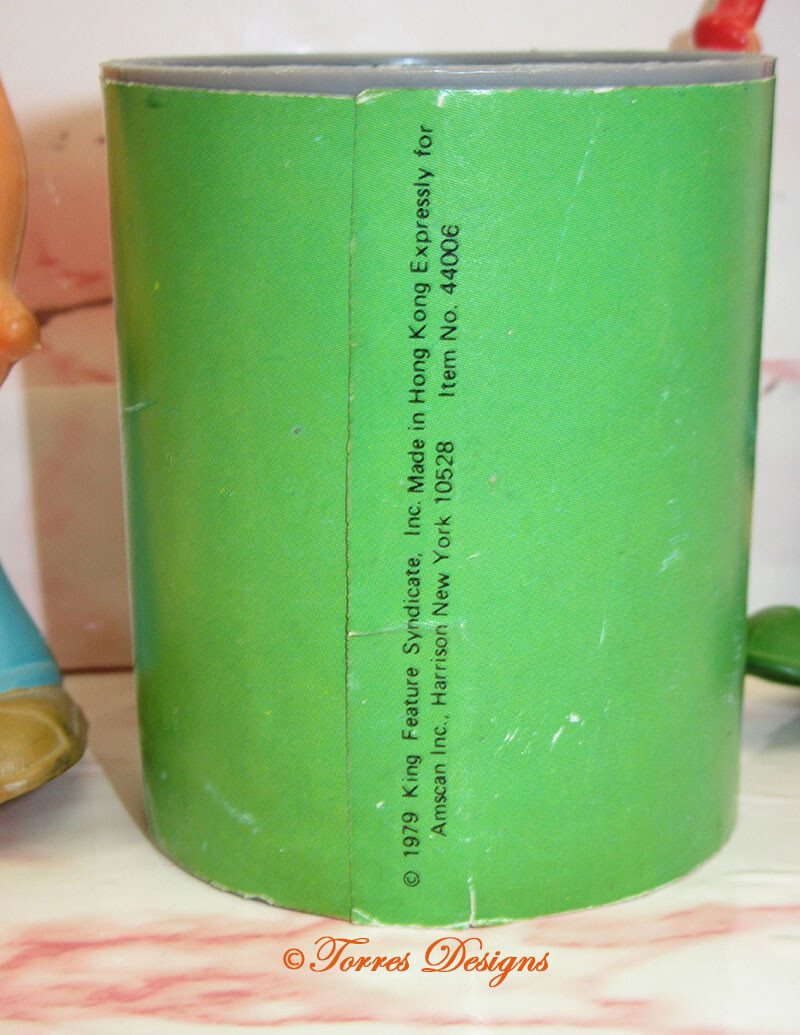 © 1979 King Feature Syndicate, Inc. Made in Hong Kong Expressly for
Amscan Inc., Harrison New York 10528 Item No. 44006
©Torres Designs